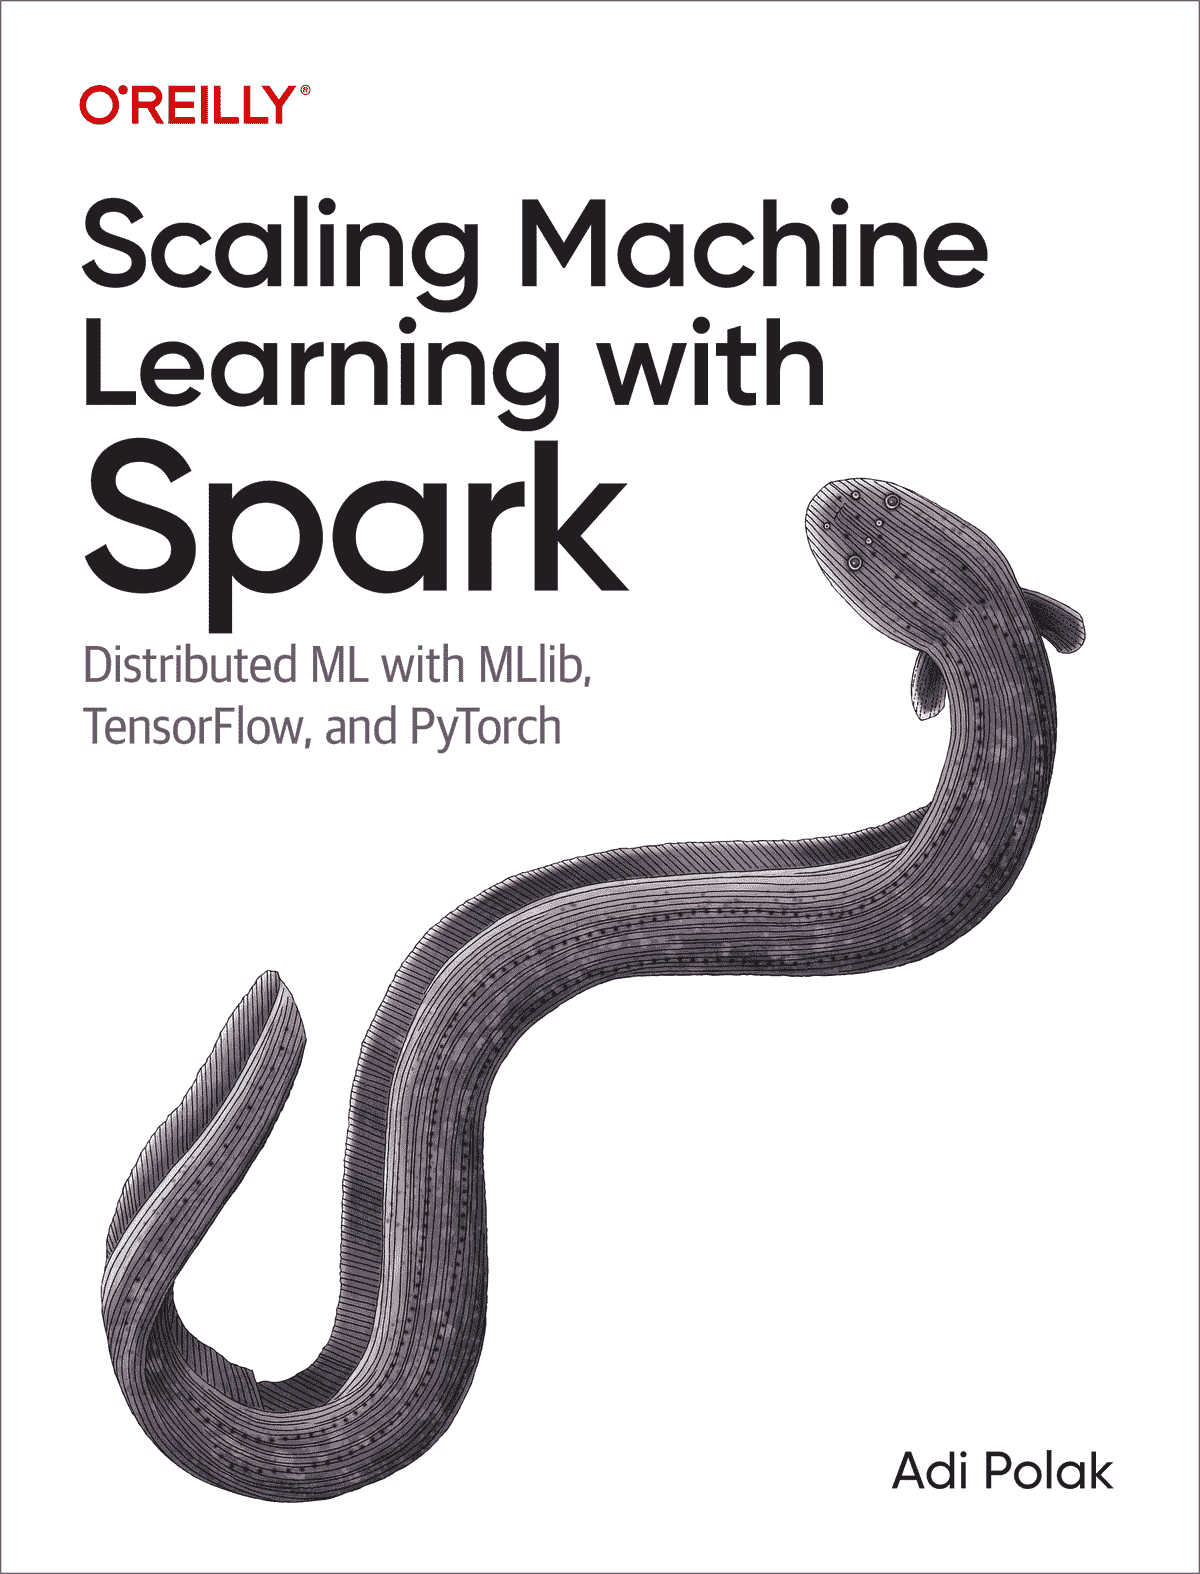 O'REILLY®
Scaling Machine
Learning with
Spark
Distributed ML with MLlib,
TensorFlow, and PyTorch
Adi Polak